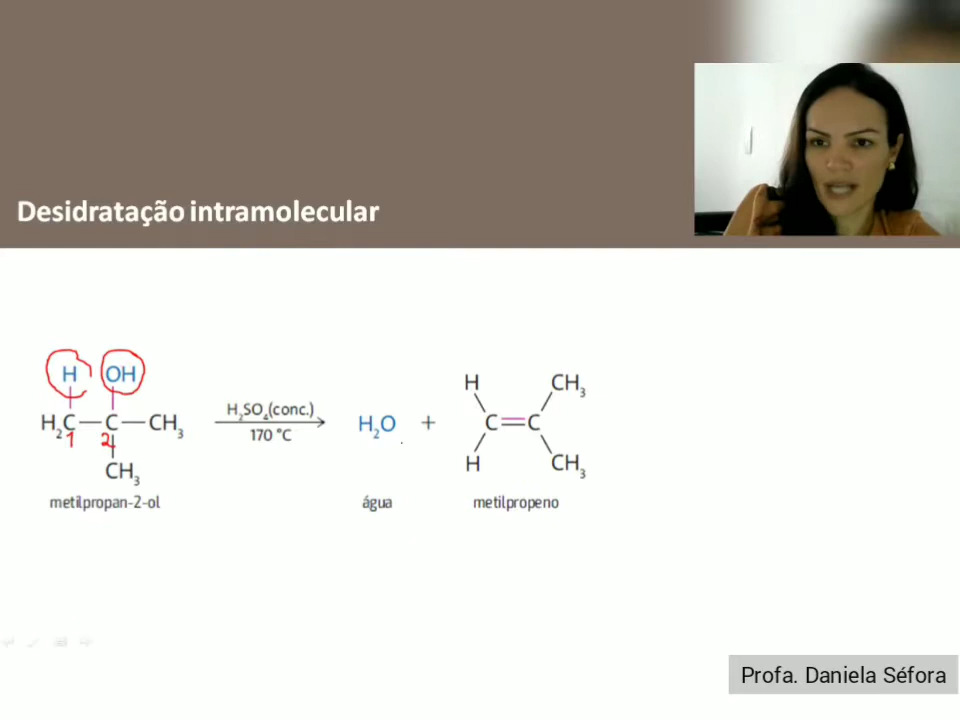 Desidratação intramolecular
H OH
H₂C — C — CH₃
1 2
CH₃
metilpropan-2-ol
H₂SO₄(conc.)
170 °C
H₂O
água
+
H CH₃
C = C
H CH₃
metilpropeno
Profa. Daniela Séfora